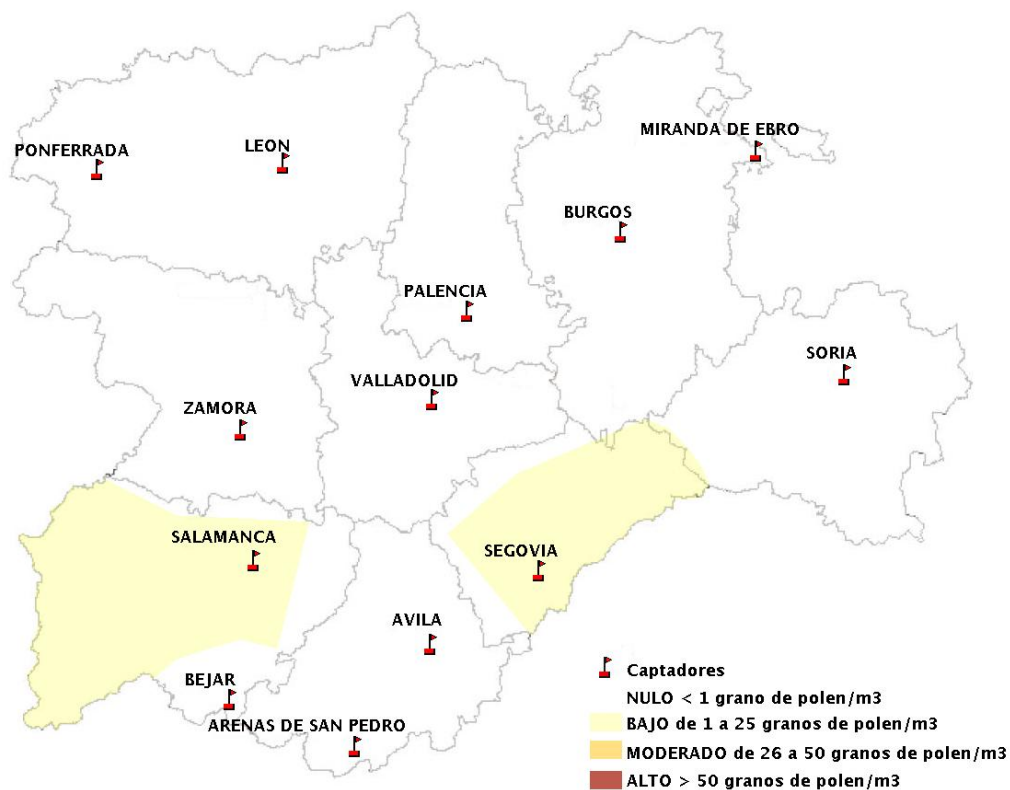 MIRANDA DE EBRO
PONFERRADA
LEON
BURGOS
PALENCIA
SORIA
VALLADOLID
ZAMORA
SALAMANCA
SEGOVIA
AVILA
BEJAR
ARENAS DE SAN PEDRO
Captadores
NULO < 1 grano de polen/m3
BAJO de 1 a 25 granos de polen/m3
MODERADO de 26 a 50 granos de polen/m3
ALTO > 50 granos de polen/m3